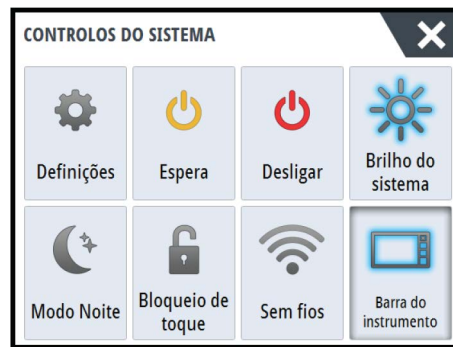 CONTROLOS DO SISTEMA
Definições
Espera
Desligar
Brilho do
sistema
Modo Noite
Bloqueio de
toque
Sem fios
Barra do
instrumento